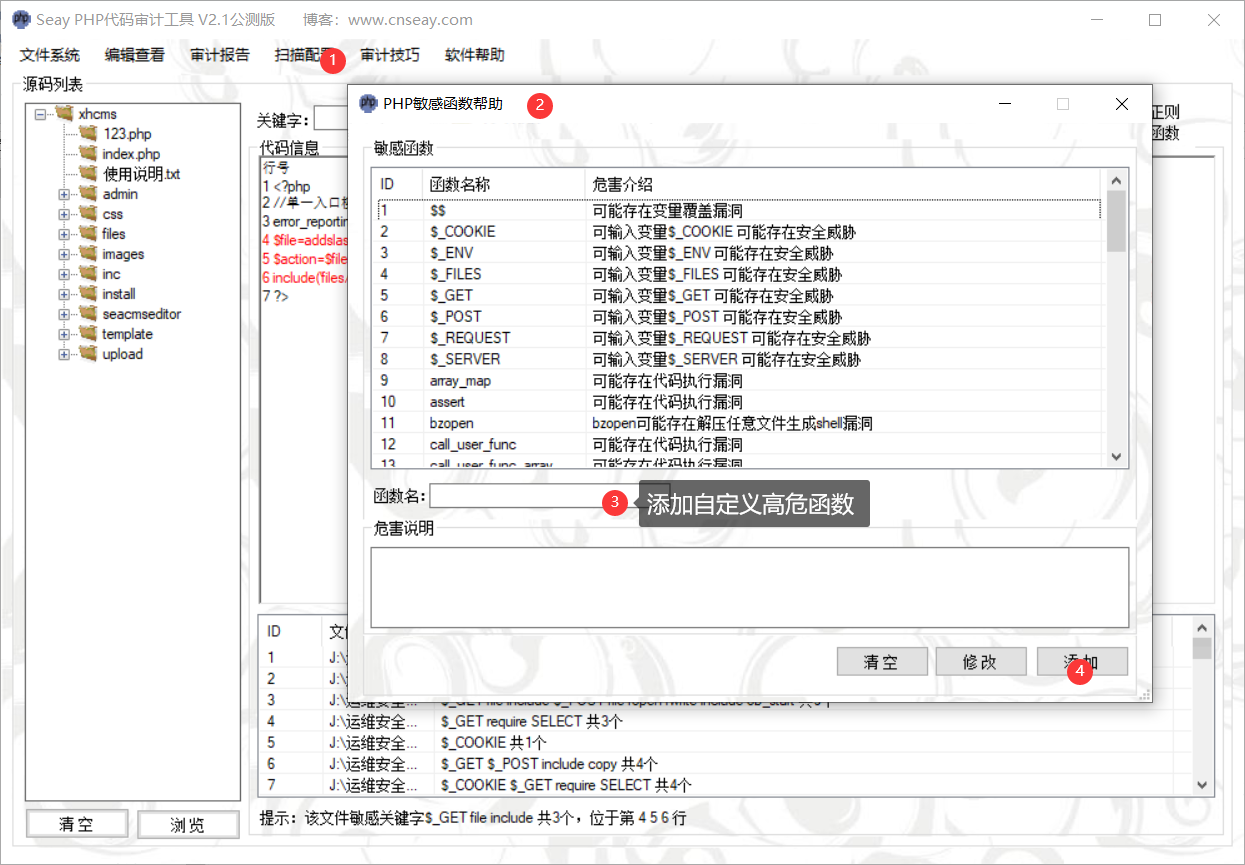 Seay PHP代码审计工具 V2.1公测版 博客：www.cnseay.com
文件系统 编辑查看 审计报告 扫描配 1 审计技巧 软件帮助
源码列表
xhcms
123.php
index.php
使用说明.txt
admin
css
files
images
inc
install
seacmseditor
template
upload
清空 浏览
关键字:
正则
函数
代码信息
行号
1 <?php
2 //单一入口
3 error_reportin
4 $file=addslas
5 $action=$file
6 include(files/
7 ?>
PHP敏感函数帮助 2
敏感函数
ID 函数名称 危害介绍
1 $$ 可能存在变量覆盖漏洞
2 $_COOKIE 可输入变量$_COOKIE 可能存在安全威胁
3 $_ENV 可输入变量$_ENV 可能存在安全威胁
4 $_FILES 可输入变量$_FILES 可能存在安全威胁
5 $_GET 可输入变量$_GET 可能存在安全威胁
6 $_POST 可输入变量$_POST 可能存在安全威胁
7 $_REQUEST 可输入变量$_REQUEST 可能存在安全威胁
8 $_SERVER 可输入变量$_SERVER 可能存在安全威胁
9 array_map 可能存在代码执行漏洞
10 assert 可能存在代码执行漏洞
11 bzopen bzopen可能存在解压任意文件生成shell漏洞
12 call_user_func 可能存在代码执行漏洞
13 call_user_func_array 可能存在代码执行漏洞
函数名: 3 添加自定义高危函数
危害说明
清空 修改 添加 4
ID 文
1 J:\
2 J:\
3 J:\运维安全... $_GET file include $_POST file fopen fwrite include ob_start
4 J:\运维安全... $_GET require SELECT 共3个
5 J:\运维安全... $_COOKIE 共1个
6 J:\运维安全... $_GET $_POST include copy 共4个
7 J:\运维安全... $_COOKIE $_GET require SELECT 共4个
提示：该文件敏感关键字$_GET file include 共3个，位于第 4 5 6 行